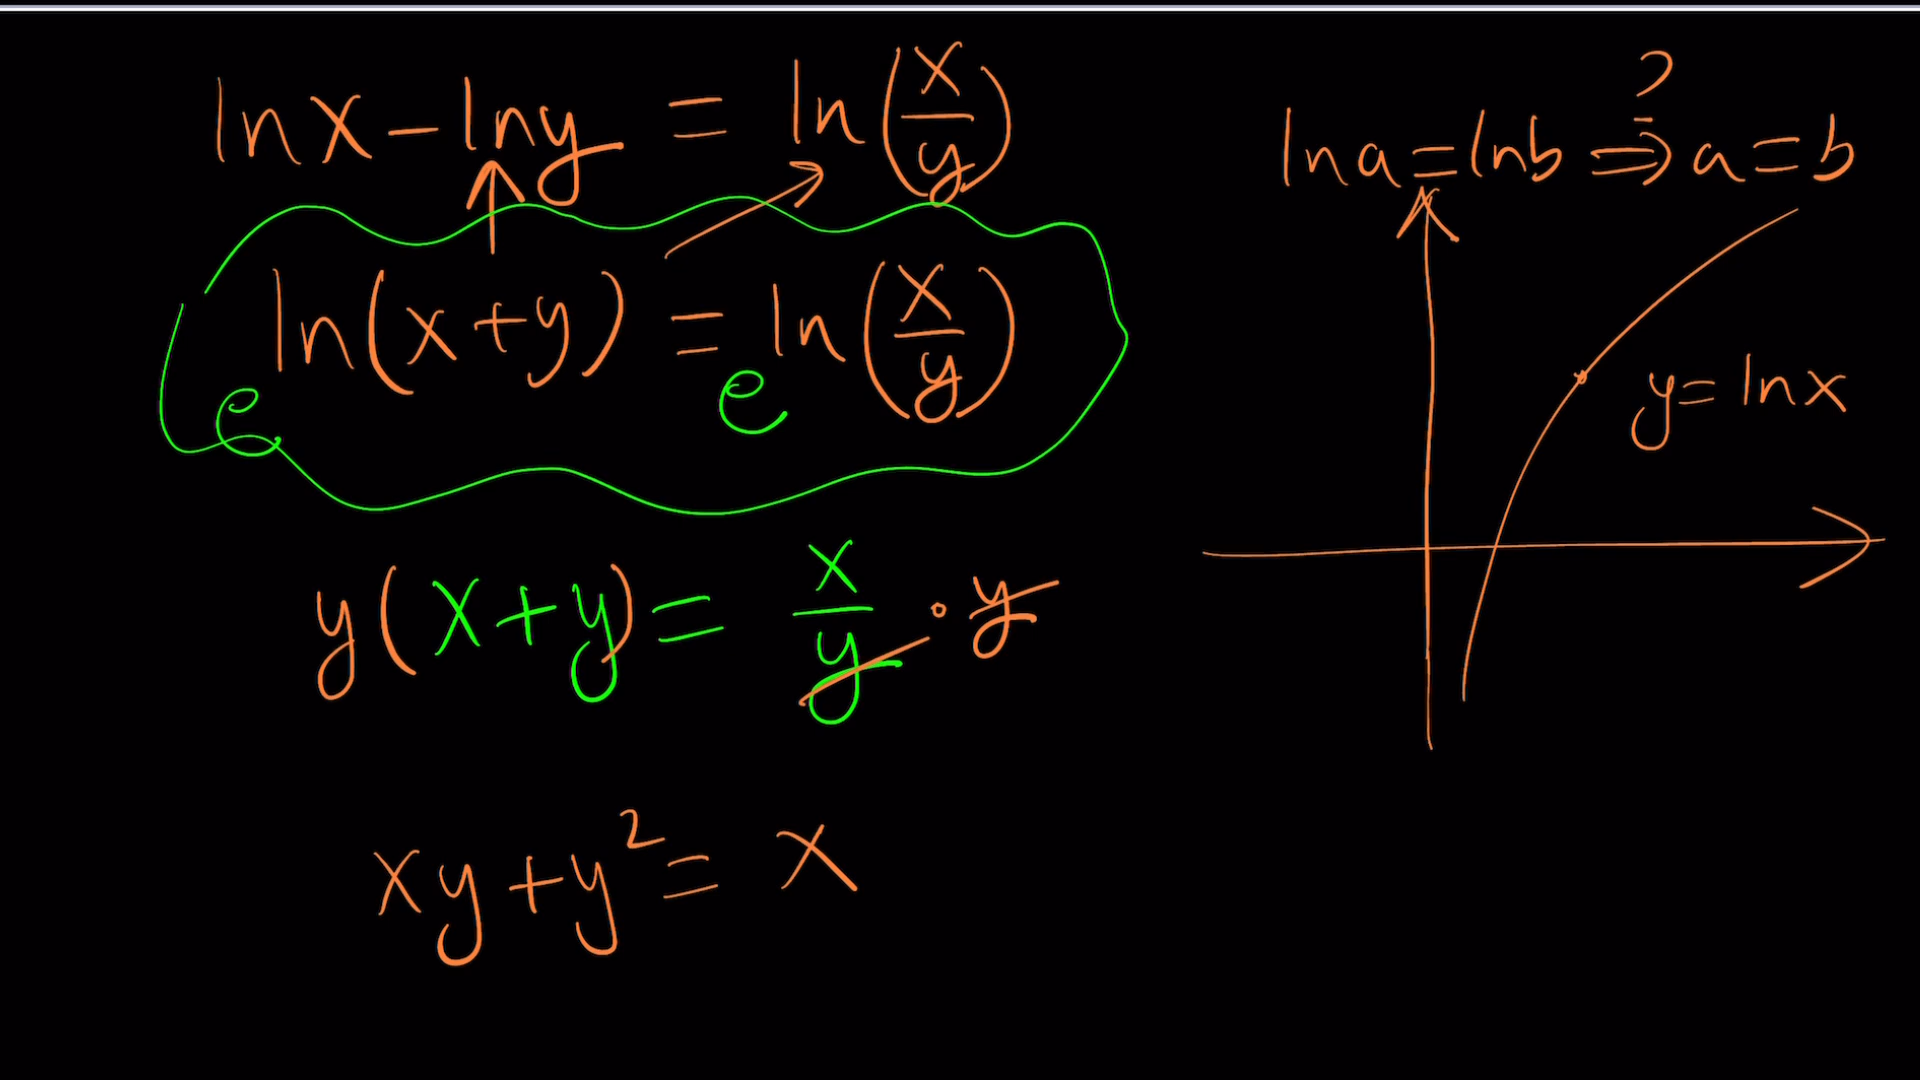 ln x - ln y = ln(x/y)
ln(x+y) = ln(x/y)
e e
y(x+y) = x/y · y
xy + y² = x
?
ln a = ln b ⇒ a = b
y = ln x